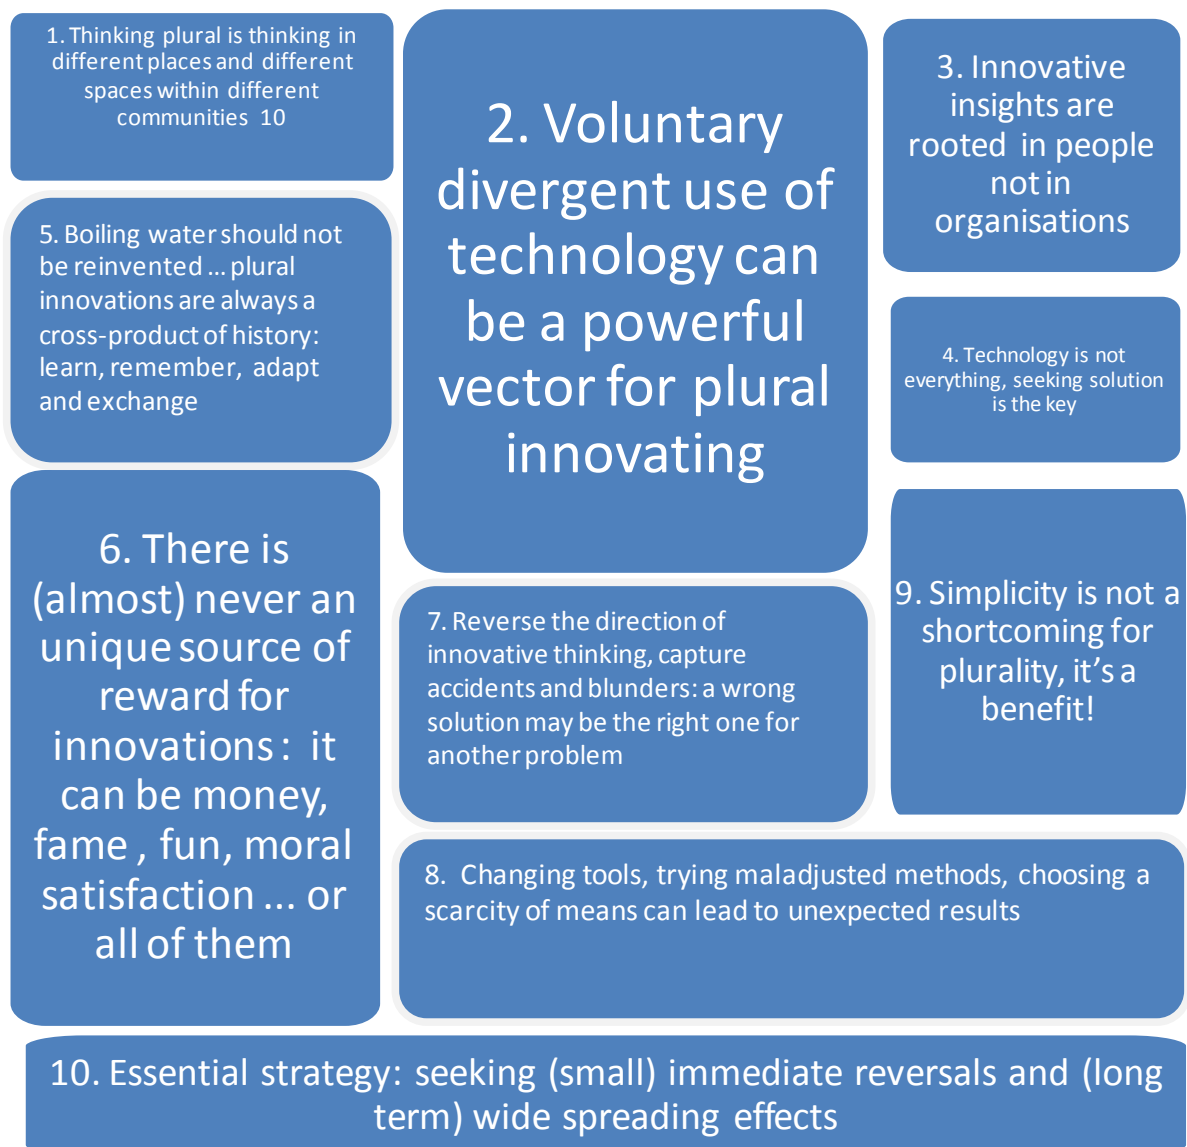 1. Thinking plural is thinking in
different places and different
spaces within different
communities 10
2. Voluntary
divergent use of
technology can
be a powerful
vector for plural
innovating
3. Innovative
insights are
rooted in people
not in
organisations
4. Technology is not
everything, seeking solution
is the key
5. Boiling water should not
be reinvented ... plural
innovations are always a
cross-product of history:
learn, remember, adapt
and exchange
6. There is
(almost) never an
unique source of
reward for
innovations : it
can be money,
fame , fun, moral
satisfaction ... or
all of them
7. Reverse the direction of
innovative thinking, capture
accidents and blunders: a wrong
solution may be the right one for
another problem
8. Changing tools, trying maladjusted methods, choosing a
scarcity of means can lead to unexpected results
9. Simplicity is not a
shortcoming for
plurality, it’s a
benefit!
10. Essential strategy: seeking (small) immediate reversals and (long
term) wide spreading effects